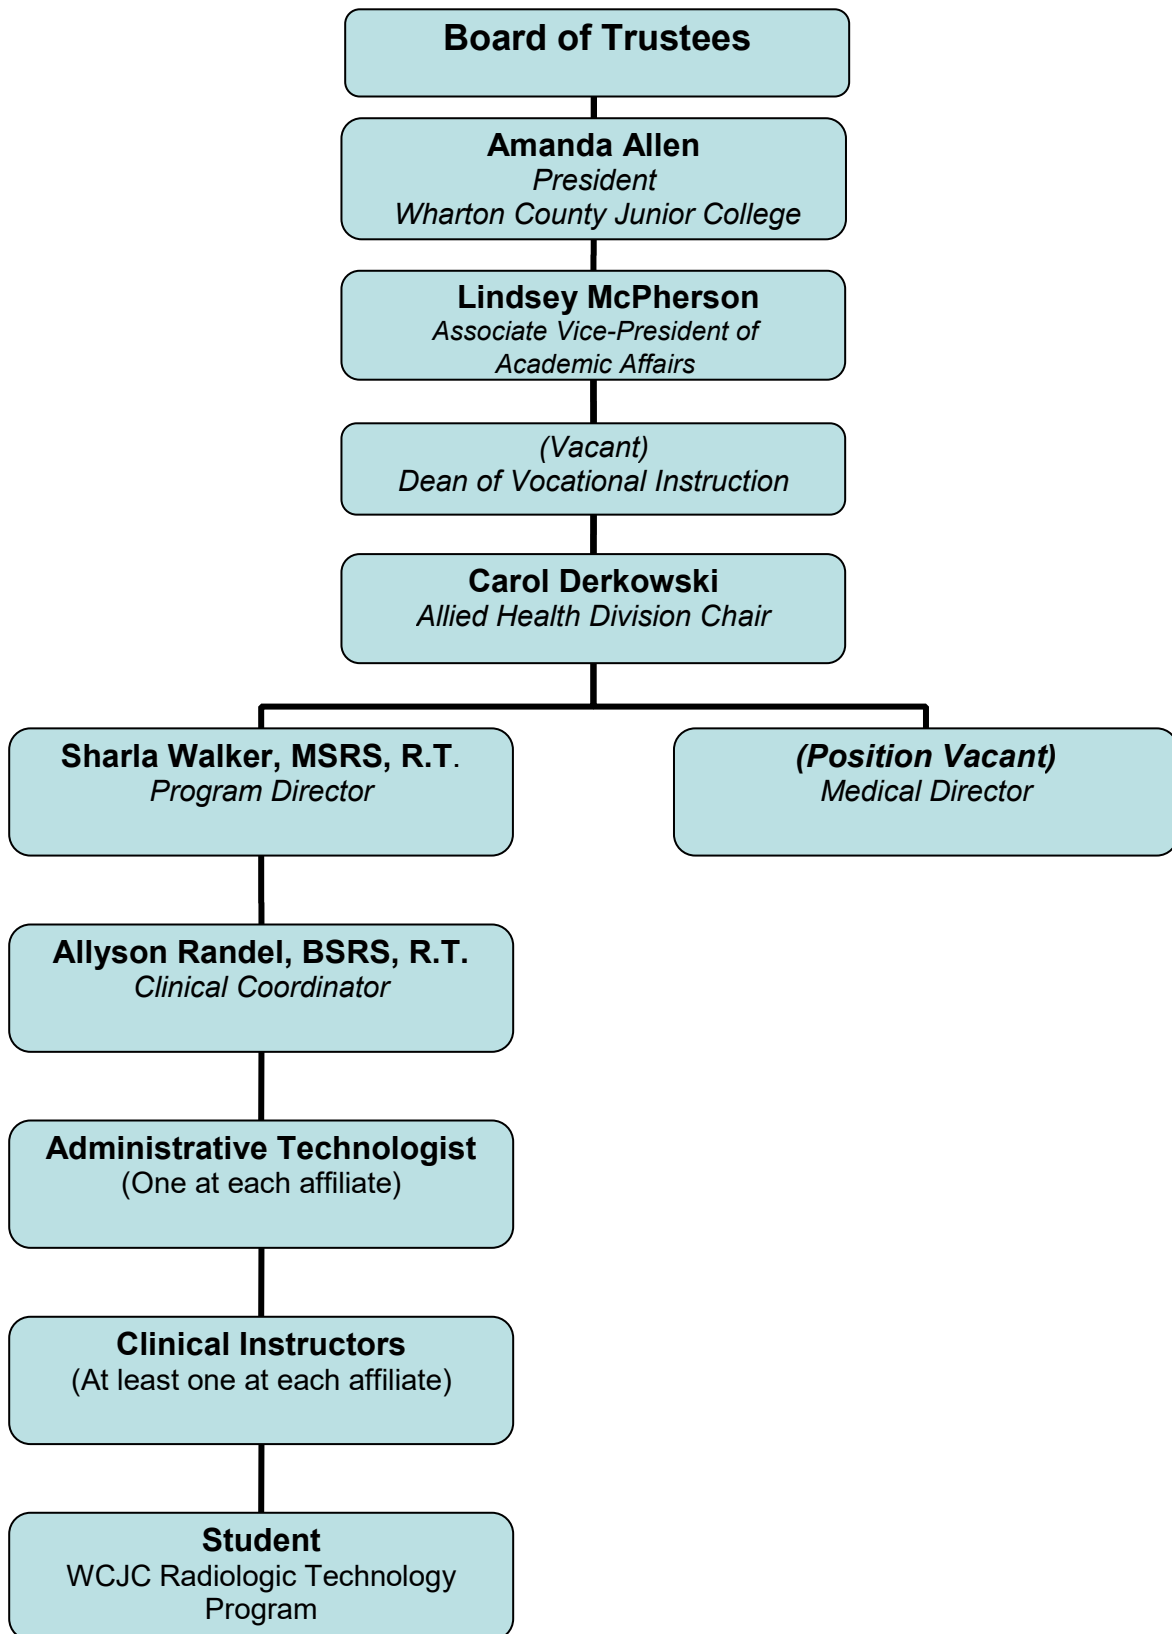 Board of Trustees
Amanda Allen
President
Wharton County Junior College
Lindsey McPherson
Associate Vice-President of
Academic Affairs
(Vacant)
Dean of Vocational Instruction
Carol Derkowski
Allied Health Division Chair
Sharla Walker, MSRS, R.T.
Program Director
(Position Vacant)
Medical Director
Allyson Randel, BSRS, R.T.
Clinical Coordinator
Administrative Technologist
(One at each affiliate)
Clinical Instructors
(At least one at each affiliate)
Student
WCJC Radiologic Technology
Program